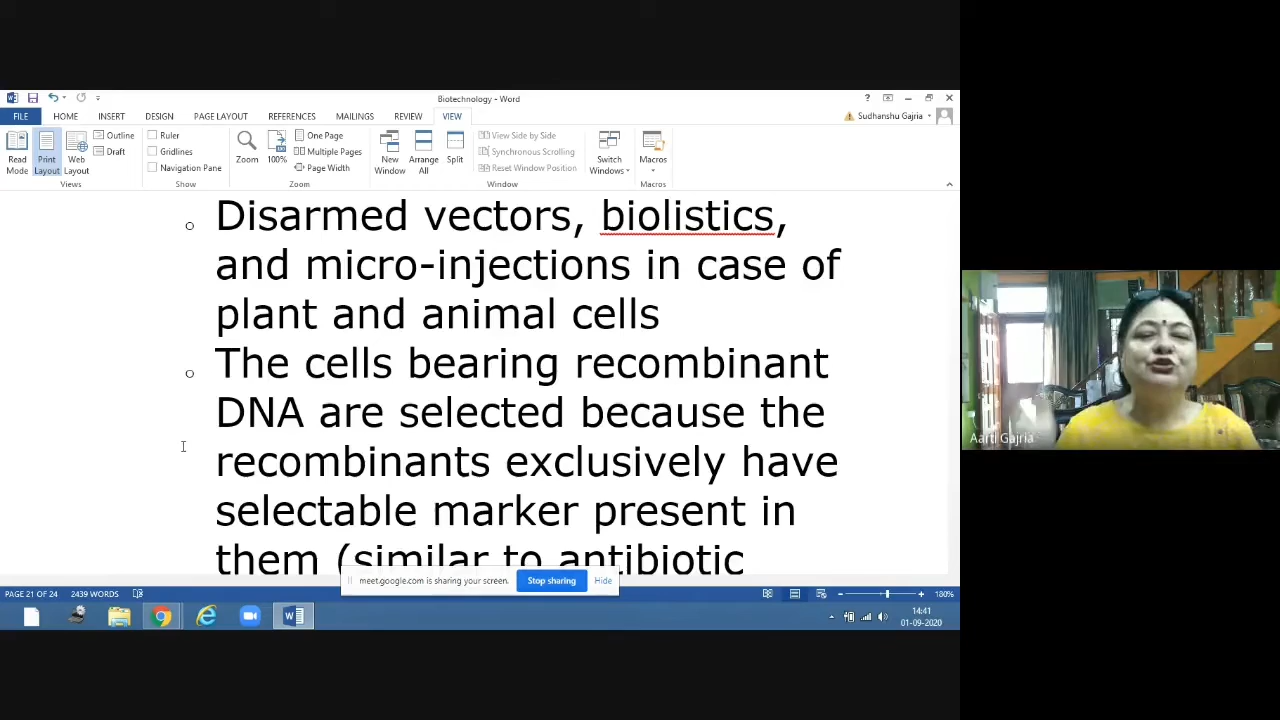 Biotechnology - Word
FILE HOME INSERT DESIGN PAGE LAYOUT REFERENCES MAILINGS REVIEW VIEW Sudhanshu Gajria
Read Mode
Print Layout
Web Layout
Outline
Draft
Views
Ruler
Gridlines
Navigation Pane
Show
Zoom
100%
One Page
Multiple Pages
Page Width
Zoom
New Window
Arrange All
Split
View Side by Side
Synchronous Scrolling
Reset Window Position
Window
Switch Windows
Macros
Macros
Disarmed vectors, biolistics,
and micro-injections in case of
plant and animal cells
The cells bearing recombinant
DNA are selected because the
recombinants exclusively have
selectable marker present in
them (similar to antibiotic
Aarti Gajria
meet.google.com is sharing your screen. Stop sharing Hide
PAGE 21 OF 24 2439 WORDS 180%
14:41
01-09-2020